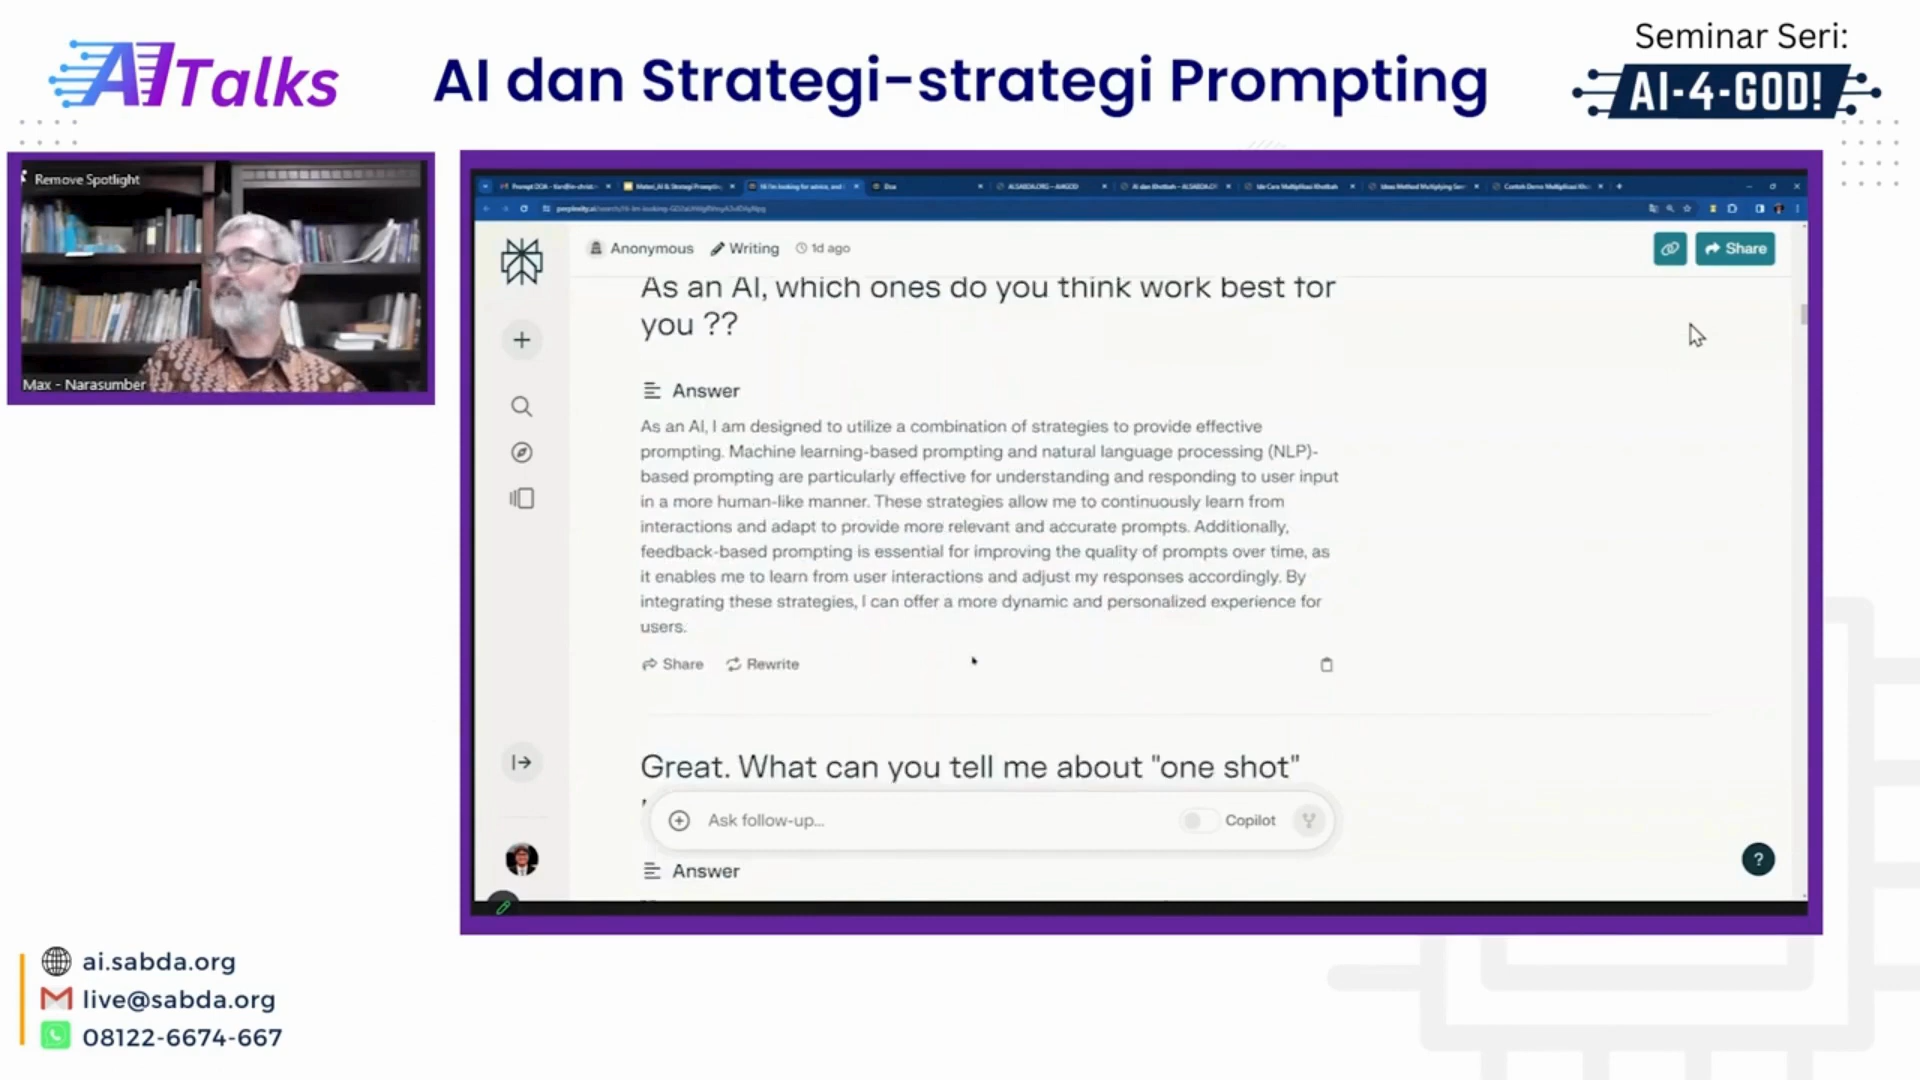 AI Talks
AI dan Strategi-strategi Prompting
Seminar Seri:
AI-4-GOD!
Remove Spotlight
Max - Narasumber
Anonymous
Writing
1d ago
Share
As an AI, which ones do you think work best for
you ??
Answer
As an AI, I am designed to utilize a combination of strategies to provide effective
prompting. Machine learning-based prompting and natural language processing (NLP)-
based prompting are particularly effective for understanding and responding to user input
in a more human-like manner. These strategies allow me to continuously learn from
interactions and adapt to provide more relevant and accurate prompts. Additionally,
feedback-based prompting is essential for improving the quality of prompts over time, as
it enables me to learn from user interactions and adjust my responses accordingly. By
integrating these strategies, I can offer a more dynamic and personalized experience for
users.
Share
Rewrite
Great. What can you tell me about "one shot"
Ask follow-up...
Copilot
Answer
?
ai.sabda.org
live@sabda.org
08122-6674-667